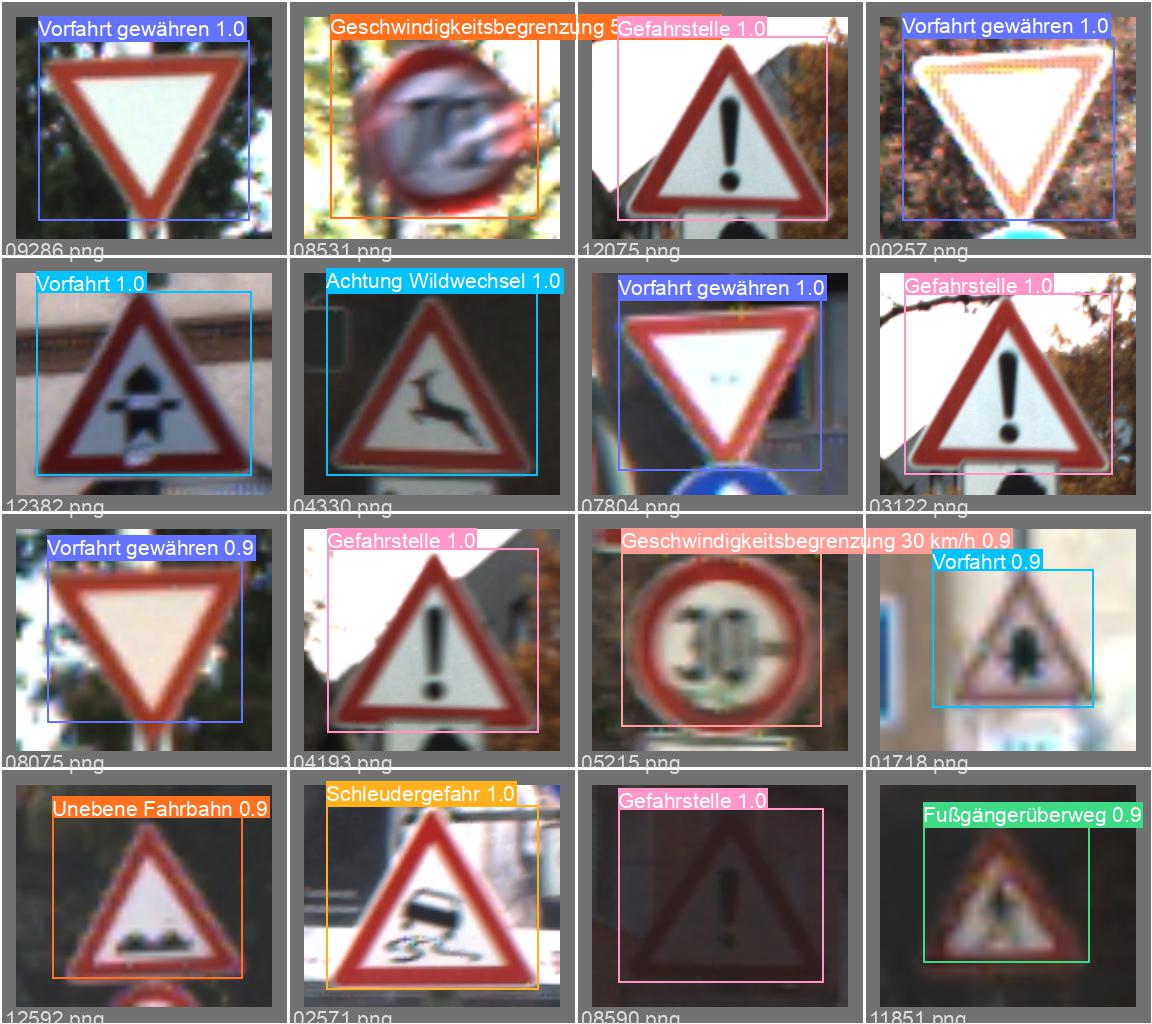 Vorfahrt gewähren 1.0
Geschwindigkeitsbegrenzung 5
Gefahrstelle 1.0
Vorfahrt gewähren 1.0
09286.png
08531.png
12075.png
00257.png
Vorfahrt 1.0
Achtung Wildwechsel 1.0
Vorfahrt gewähren 1.0
Gefahrstelle 1.0
12382.png
04330.png
07804.png
03122.png
Vorfahrt gewähren 0.9
Gefahrstelle 1.0
Geschwindigkeitsbegrenzung 30 km/h 0.9
Vorfahrt 0.9
30
08075.png
04193.png
05215.png
01718.png
Unebene Fahrbahn 0.9
Schleudergefahr 1.0
Gefahrstelle 1.0
Fußgängerüberweg 0.9
12592.png
02571.png
08590.png
11851.png